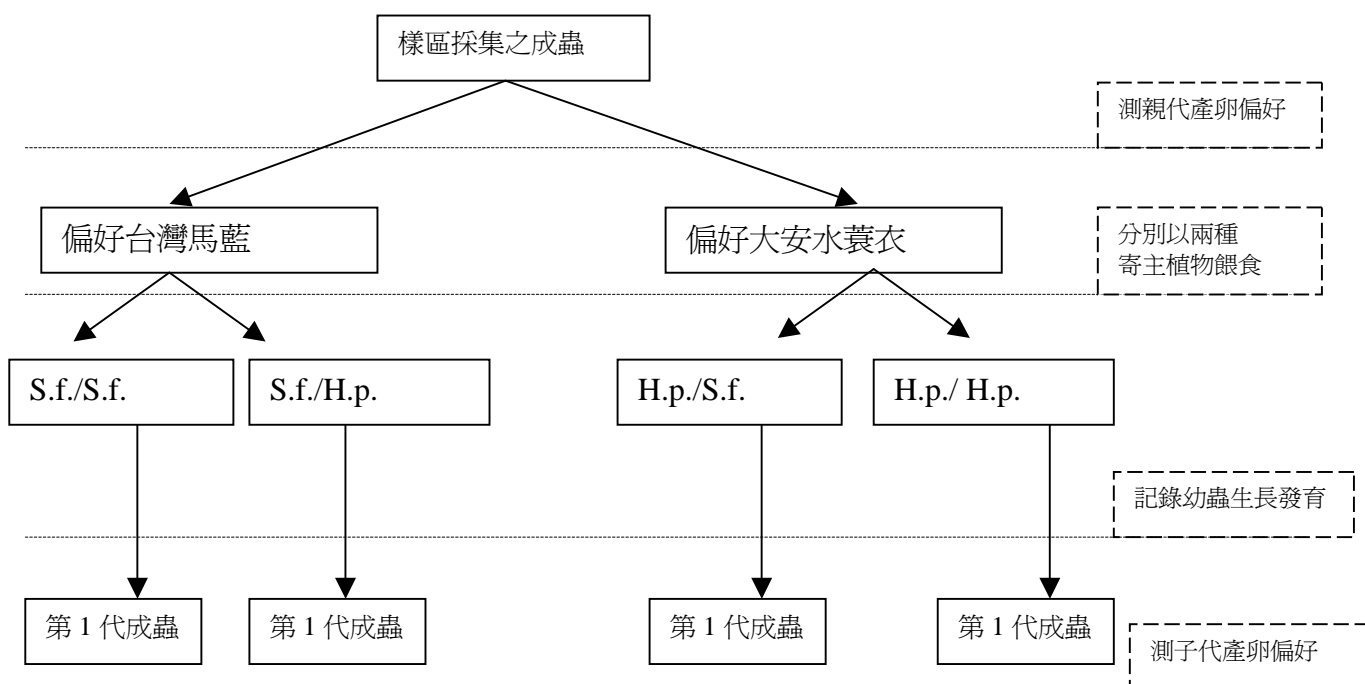 樣區採集之成蟲
測親代產卵偏好
偏好台灣馬藍
偏好大安水蓑衣
分別以兩種
寄主植物餵食
S.f./S.f.
S.f./H.p.
H.p./S.f.
H.p./ H.p.
記錄幼蟲生長發育
第 1 代成蟲
第 1 代成蟲
第 1 代成蟲
第 1 代成蟲
測子代產卵偏好